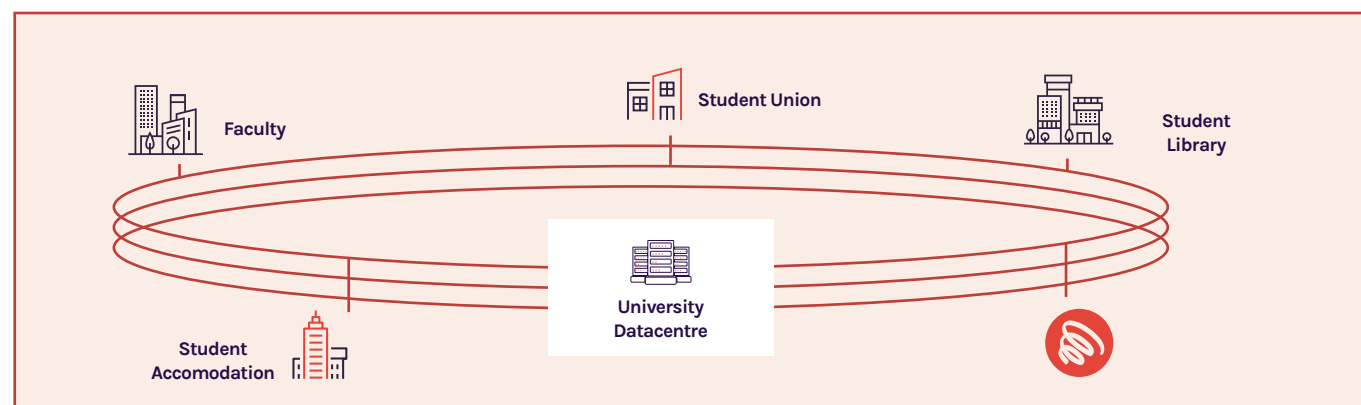 Faculty
Student Union
Student
Library
University
Datacentre
Student
Accomodation